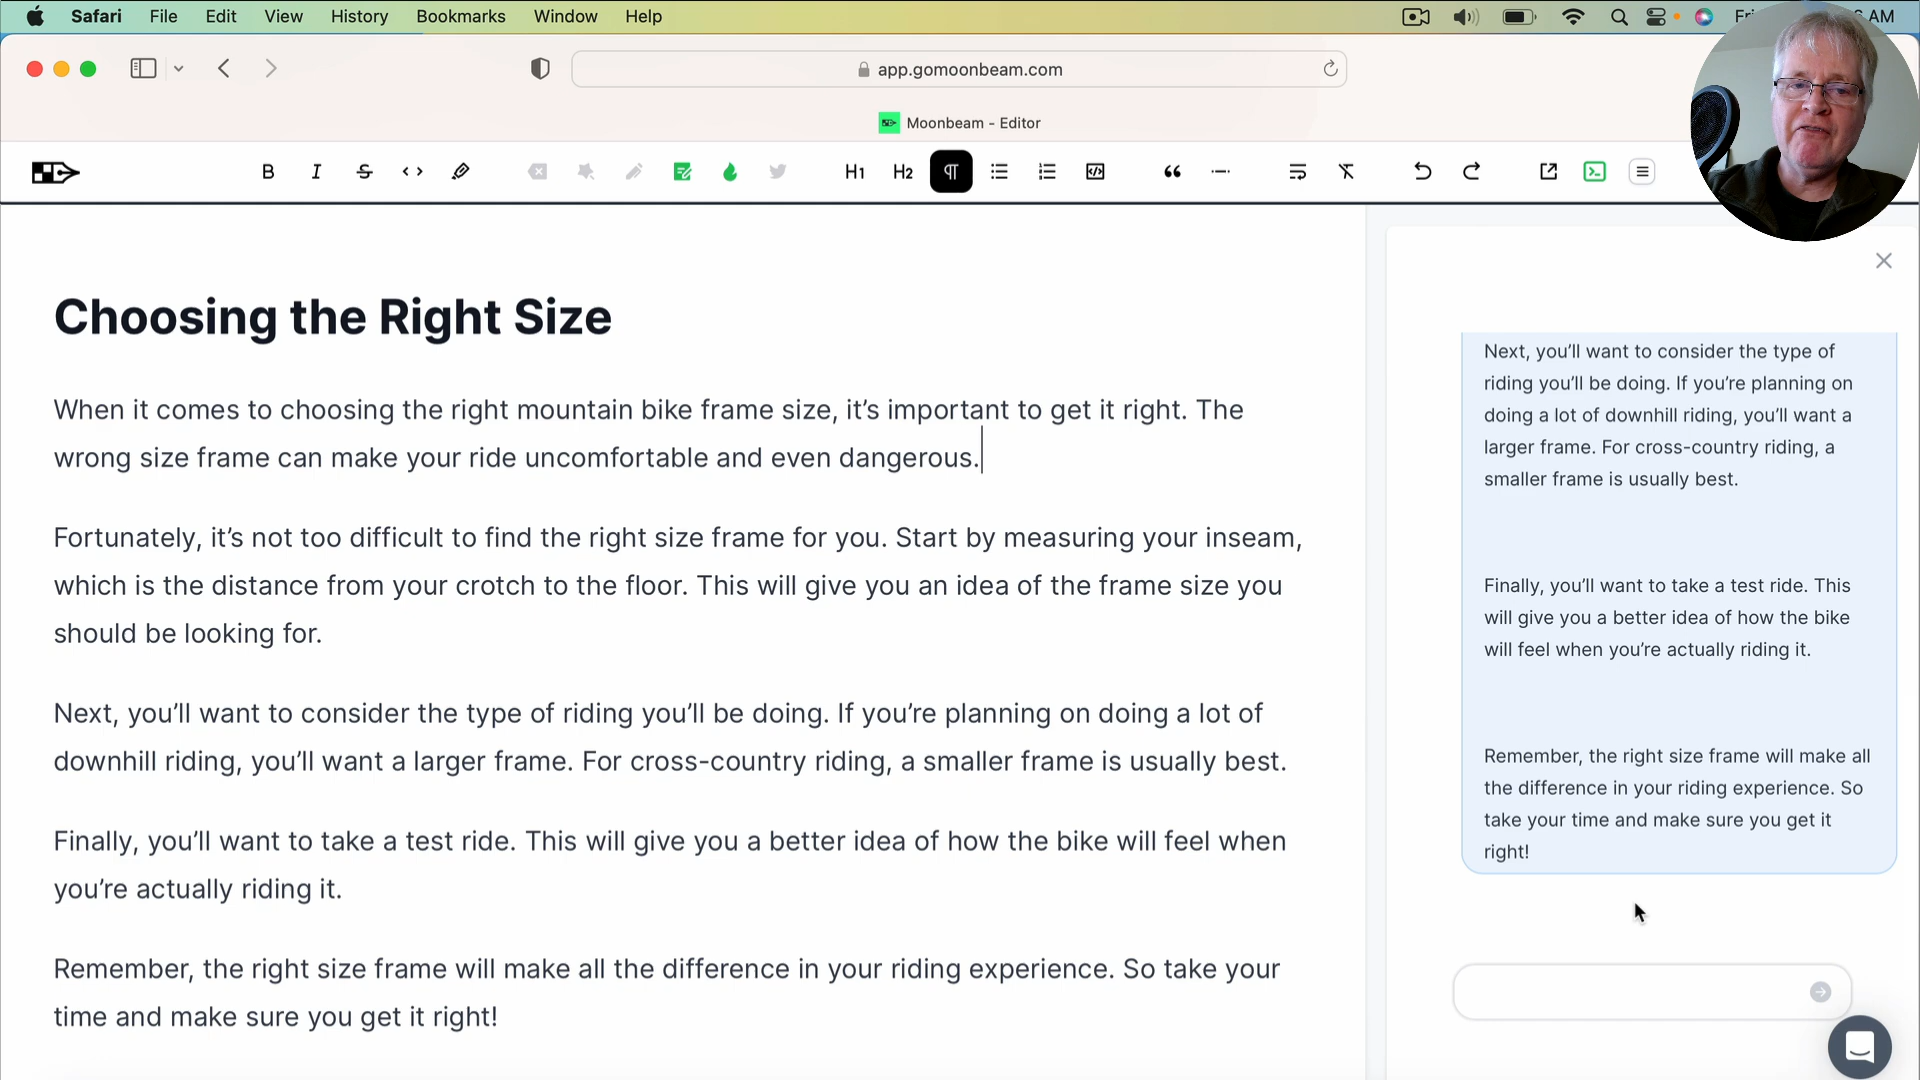 Safari File Edit View History Bookmarks Window Help
AM
app.gomoonbeam.com
Moonbeam - Editor
B I S H1 H2
Choosing the Right Size
When it comes to choosing the right mountain bike frame size, it’s important to get it right. The
wrong size frame can make your ride uncomfortable and even dangerous.
Fortunately, it’s not too difficult to find the right size frame for you. Start by measuring your inseam,
which is the distance from your crotch to the floor. This will give you an idea of the frame size you
should be looking for.
Next, you’ll want to consider the type of riding you’ll be doing. If you’re planning on doing a lot of
downhill riding, you’ll want a larger frame. For cross-country riding, a smaller frame is usually best.
Finally, you’ll want to take a test ride. This will give you a better idea of how the bike will feel when
you’re actually riding it.
Remember, the right size frame will make all the difference in your riding experience. So take your
time and make sure you get it right!
Next, you’ll want to consider the type of
riding you’ll be doing. If you’re planning on
doing a lot of downhill riding, you’ll want a
larger frame. For cross-country riding, a
smaller frame is usually best.
Finally, you’ll want to take a test ride. This
will give you a better idea of how the bike
will feel when you’re actually riding it.
Remember, the right size frame will make all
the difference in your riding experience. So
take your time and make sure you get it
right!